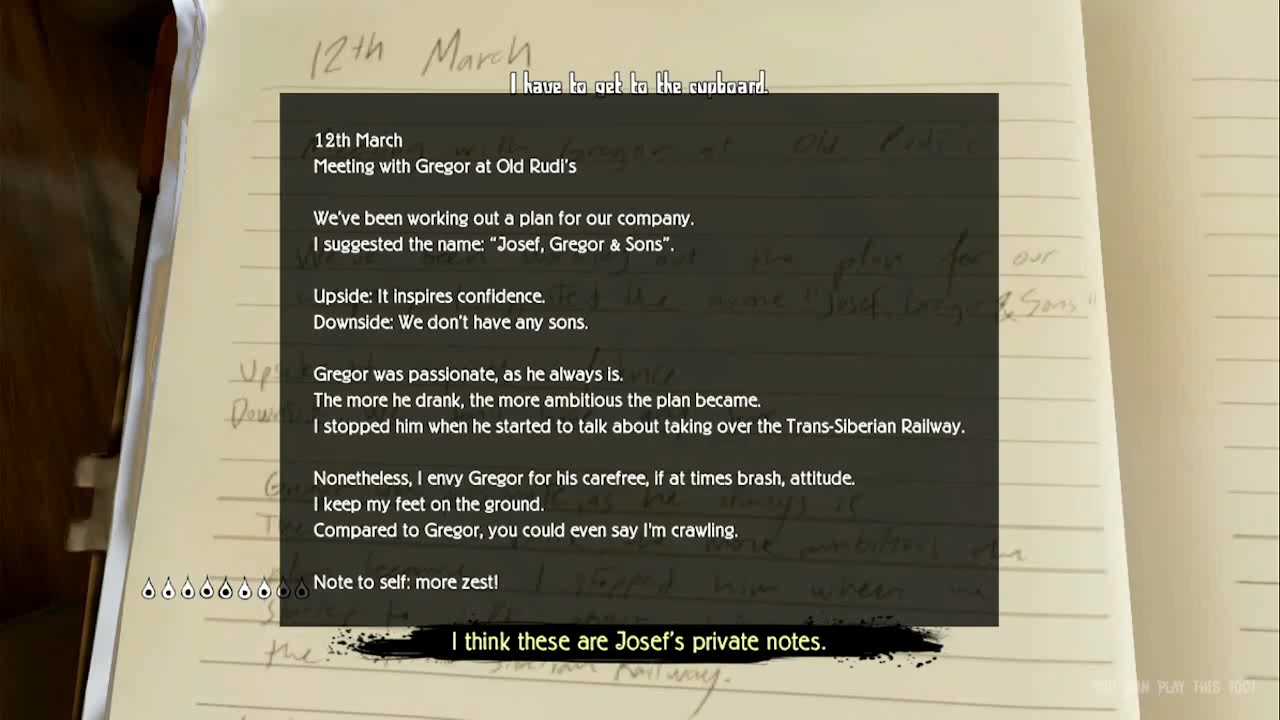 12th March
I have to get to the cupboard.
12th March
Meeting with Gregor at Old Rudi's
We've been working out a plan for our company.
I suggested the name: “Josef, Gregor & Sons”.
Upside: It inspires confidence.
Downside: We don't have any sons.
Gregor was passionate, as he always is.
The more he drank, the more ambitious the plan became.
I stopped him when he started to talk about taking over the Trans-Siberian Railway.
Nonetheless, I envy Gregor for his carefree, if at times brash, attitude.
I keep my feet on the ground.
Compared to Gregor, you could even say I'm crawling.
Note to self: more zest!
I think these are Josef's private notes.
the Siberian Railway.
PLAY THIS